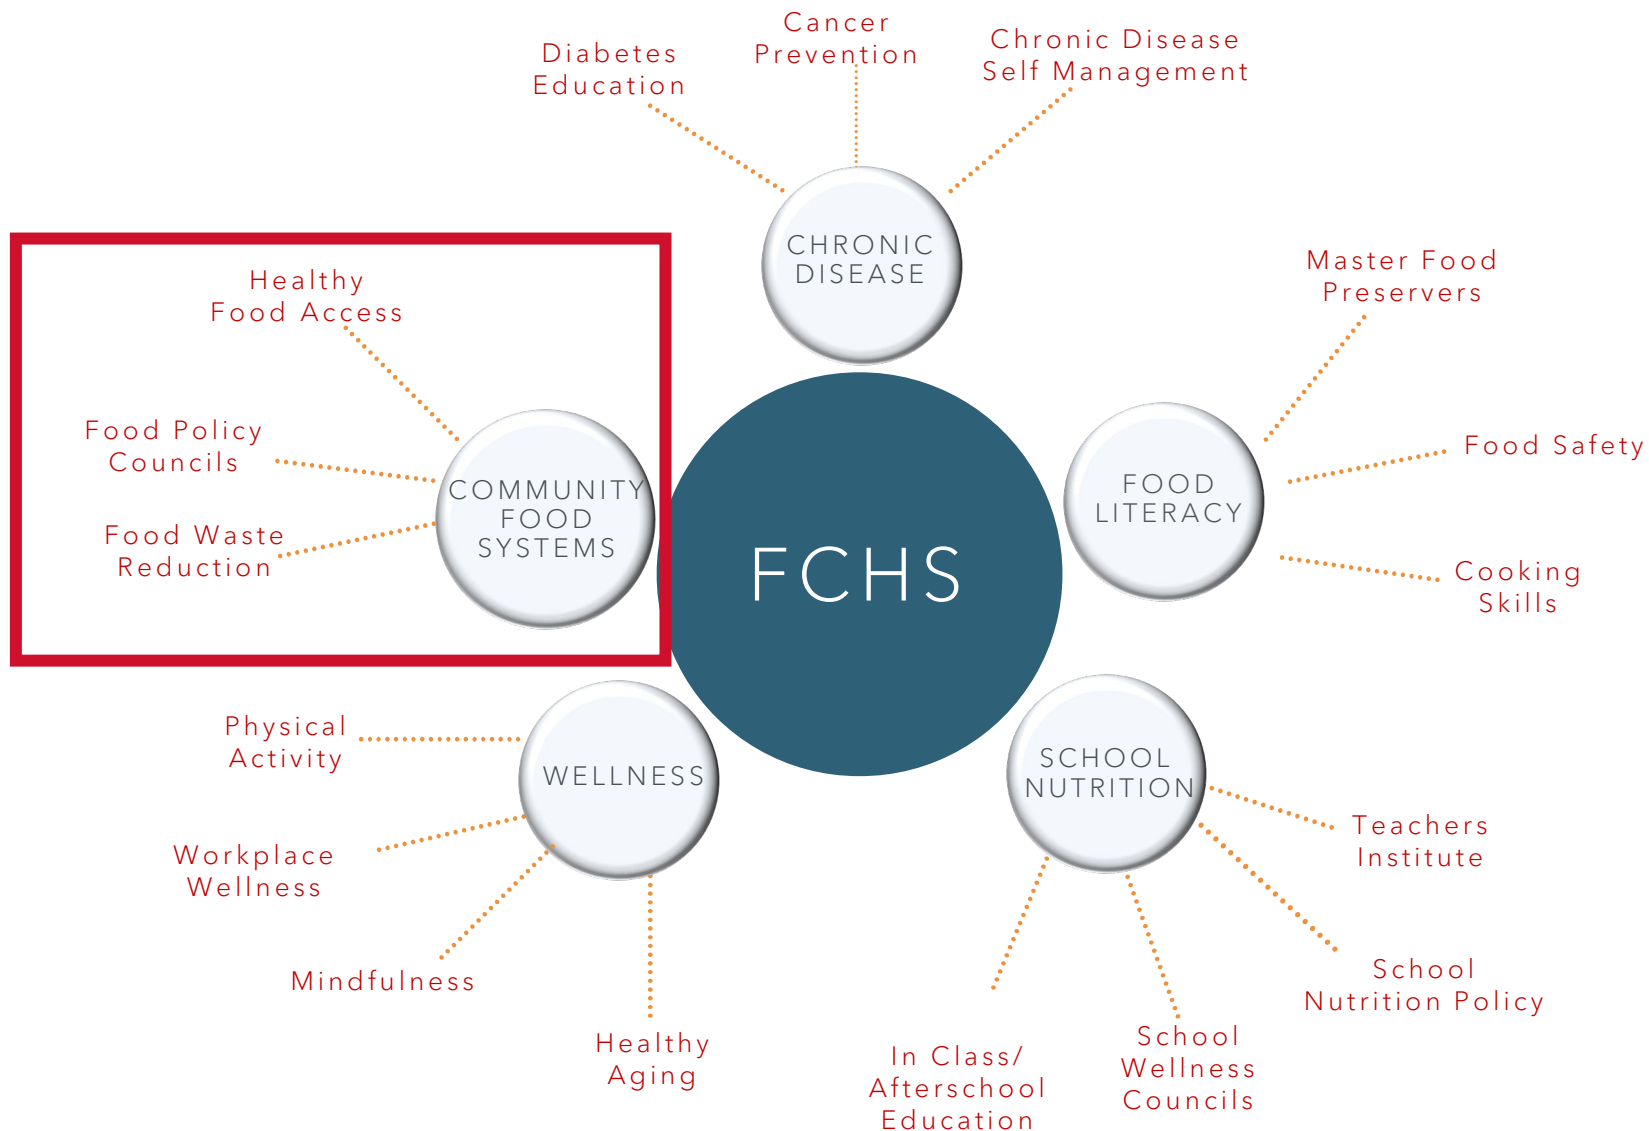 Cancer
Prevention
Diabetes
Education
Chronic Disease
Self Management
CHRONIC
DISEASE
Healthy
Food Access
Food Policy
Councils
Food Waste
Reduction
COMMUNITY
FOOD
SYSTEMS
FCHS
Master Food
Preservers
Food Safety
Cooking
Skills
FOOD
LITERACY
Physical
Activity
Workplace
Wellness
Mindfulness
Healthy
Aging
WELLNESS
SCHOOL
NUTRITION
Teachers
Institute
School
Nutrition Policy
School
Wellness
Councils
In Class/
Afterschool
Education